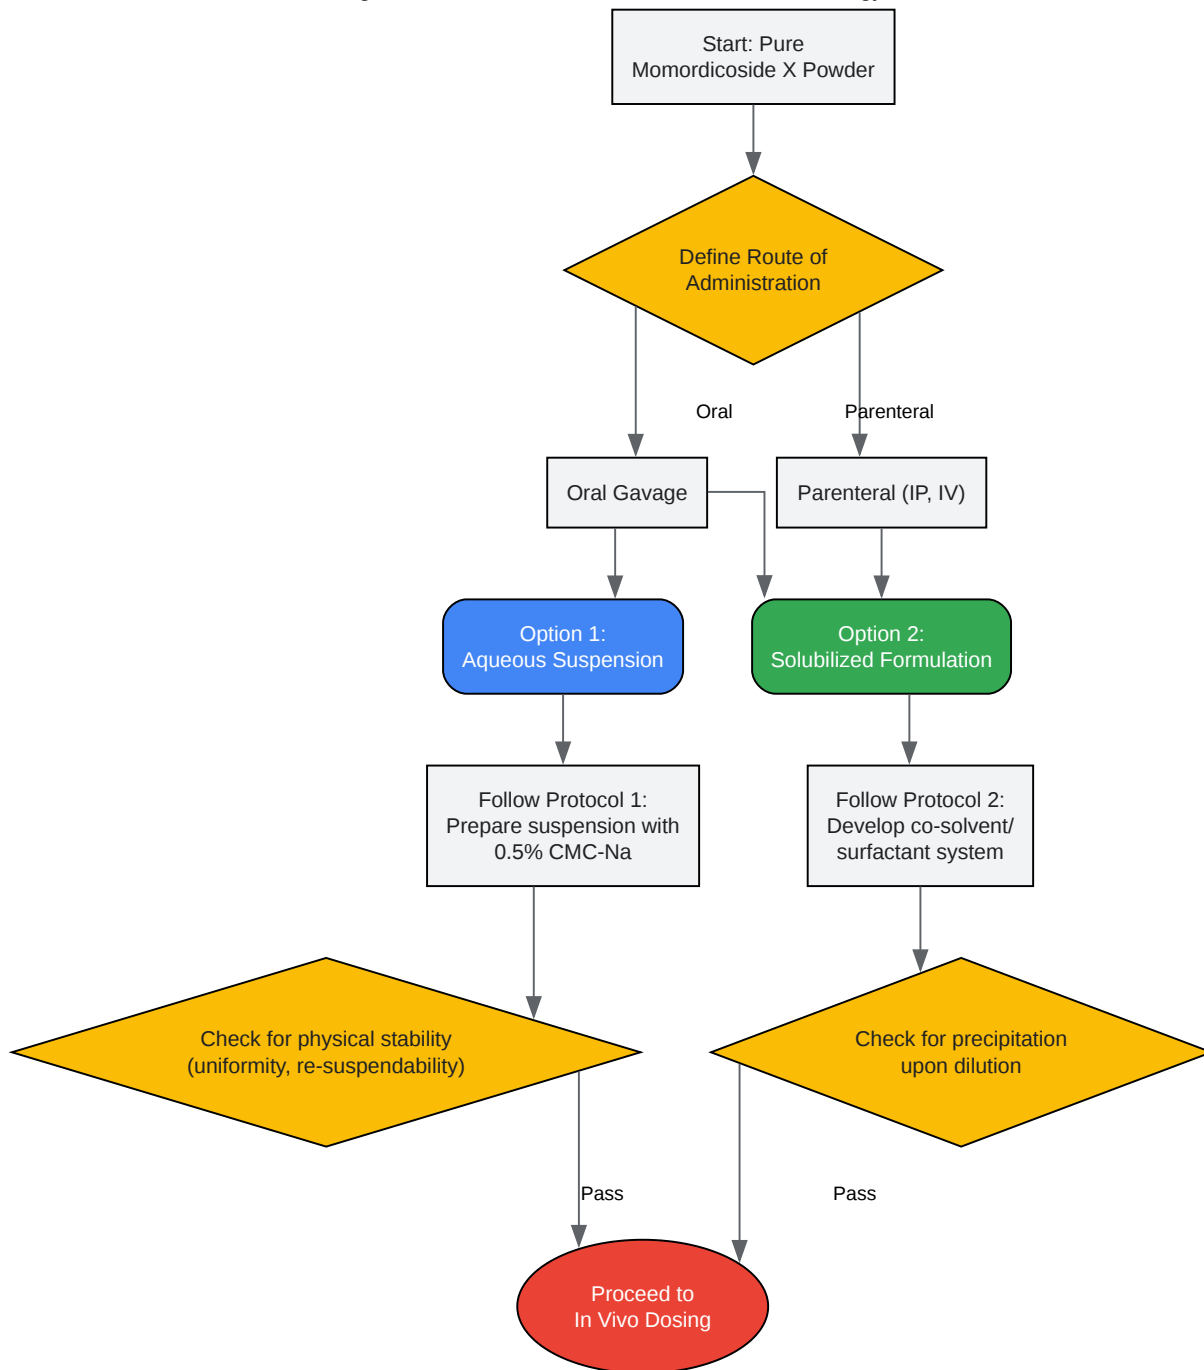 Start: Pure
Momordicoside X Powder
Define Route of
Administration
Oral
Parenteral
Oral Gavage
Parenteral (IP, IV)
Option 1:
Aqueous Suspension
Option 2:
Solubilized Formulation
Follow Protocol 1:
Prepare suspension with
0.5% CMC-Na
Follow Protocol 2:
Develop co-solvent/
surfactant system
Check for physical stability
(uniformity, re-suspendability)
Check for precipitation
upon dilution
Pass
Pass
Proceed to
In Vivo Dosing